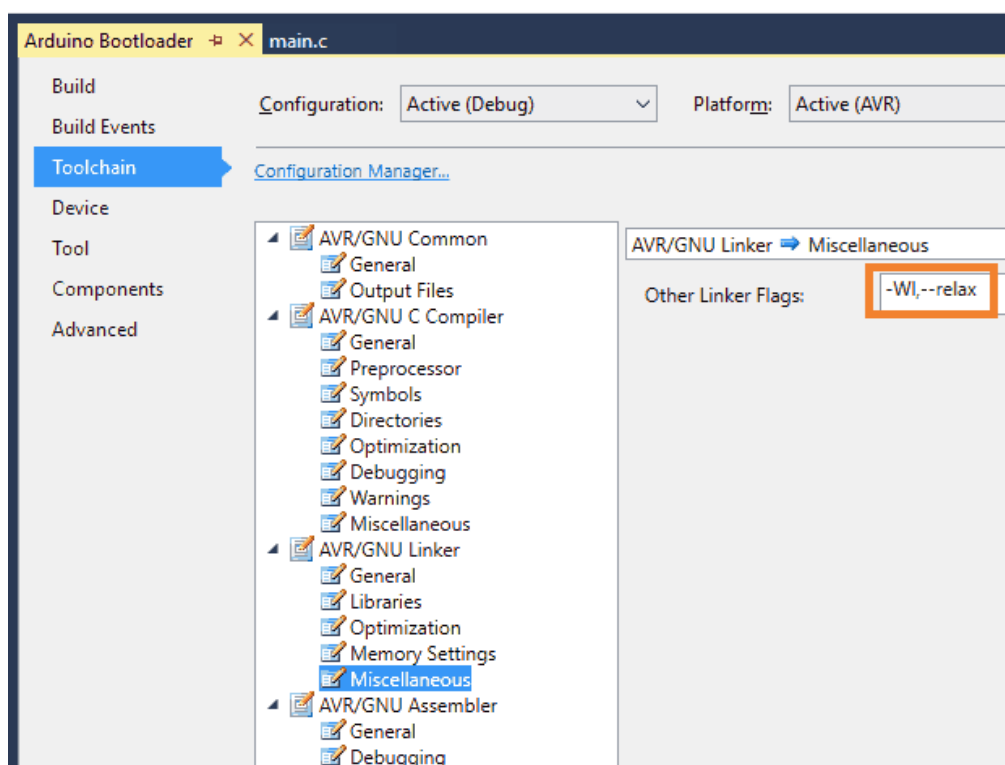 Arduino Bootloader main.c
Build
Build Events
Toolchain
Device
Tool
Components
Advanced
Configuration: Active (Debug) Platform: Active (AVR)
Configuration Manager...
AVR/GNU Common
General
Output Files
AVR/GNU C Compiler
General
Preprocessor
Symbols
Directories
Optimization
Debugging
Warnings
Miscellaneous
AVR/GNU Linker
General
Libraries
Optimization
Memory Settings
Miscellaneous
AVR/GNU Assembler
General
Debugging
AVR/GNU Linker ➡ Miscellaneous
Other Linker Flags: -Wl,--relax